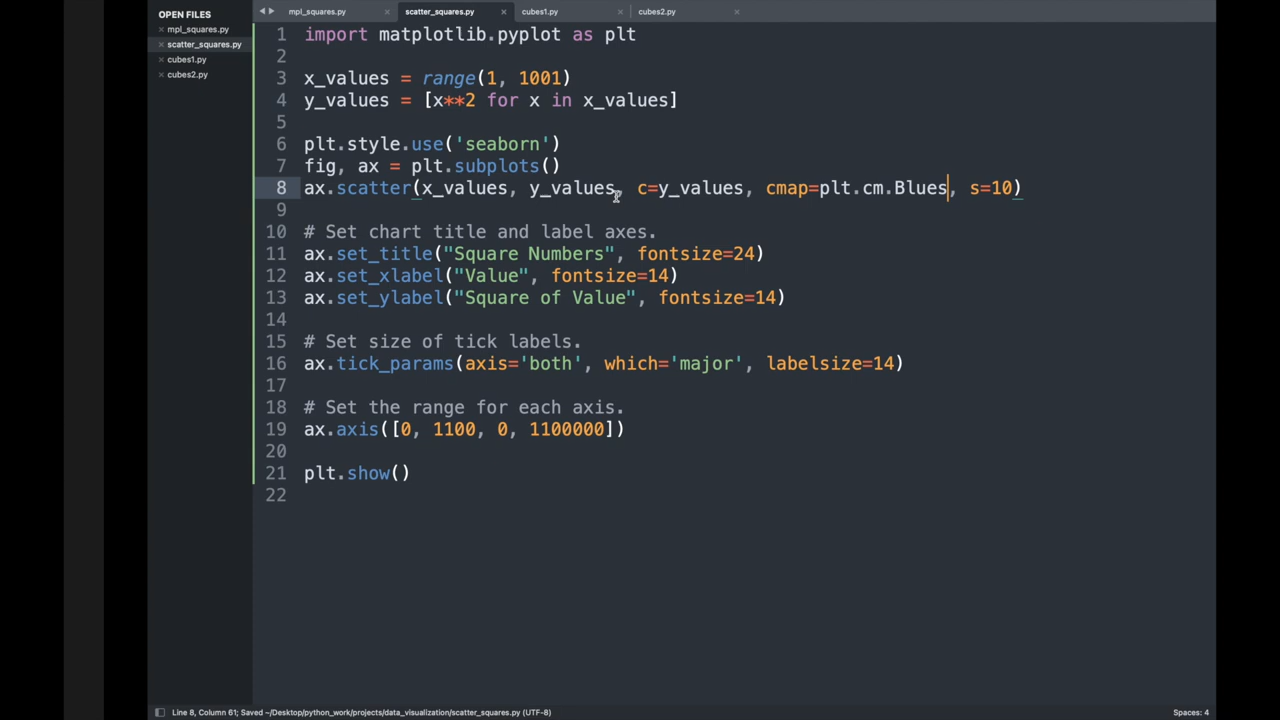 OPEN FILES
mpl_squares.py
scatter_squares.py
cubes1.py
cubes2.py
mpl_squares.py × scatter_squares.py × cubes1.py × cubes2.py ×
1 import matplotlib.pyplot as plt
2
3 x_values = range(1, 1001)
4 y_values = [x**2 for x in x_values]
5
6 plt.style.use('seaborn')
7 fig, ax = plt.subplots()
8 ax.scatter(x_values, y_values, c=y_values, cmap=plt.cm.Blues, s=10)
9
10 # Set chart title and label axes.
11 ax.set_title("Square Numbers", fontsize=24)
12 ax.set_xlabel("Value", fontsize=14)
13 ax.set_ylabel("Square of Value", fontsize=14)
14
15 # Set size of tick labels.
16 ax.tick_params(axis='both', which='major', labelsize=14)
17
18 # Set the range for each axis.
19 ax.axis([0, 1100, 0, 1100000])
20
21 plt.show()
22
Line 8, Column 61; Saved ~/Desktop/python_work/projects/data_visualization/scatter_squares.py (UTF-8) Spaces: 4